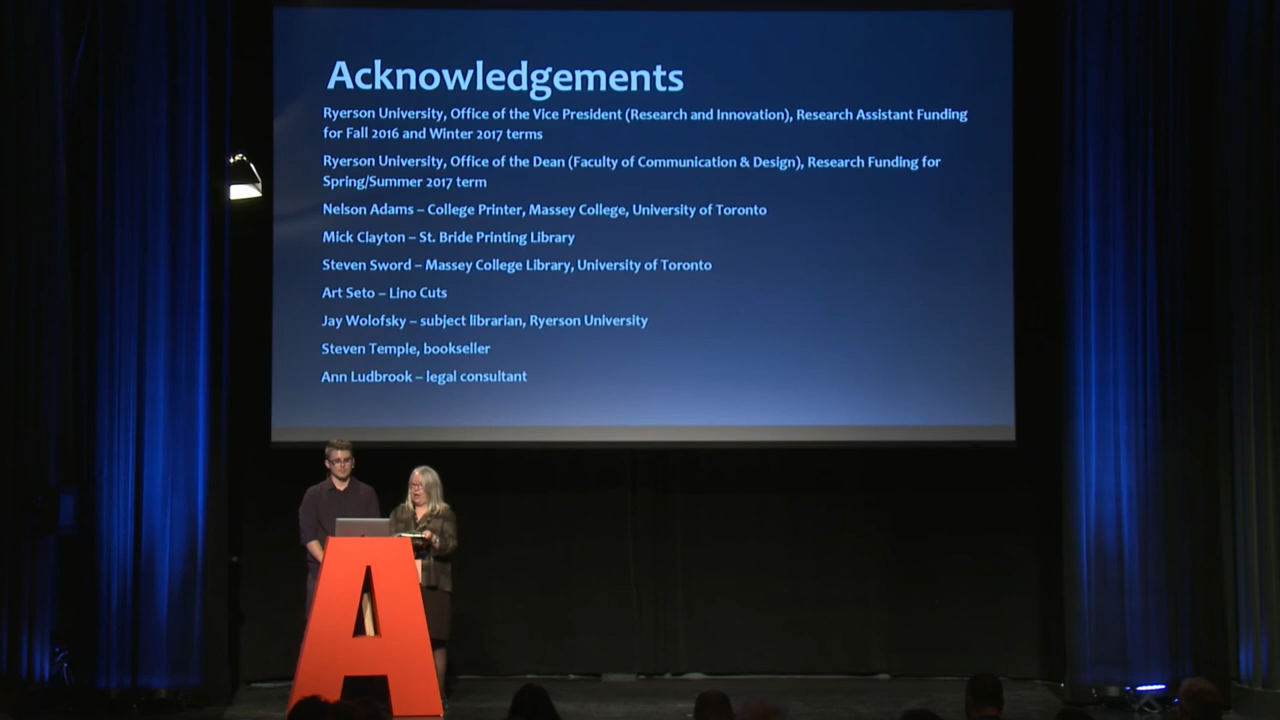 Acknowledgements
Ryerson University, Office of the Vice President (Research and Innovation), Research Assistant Funding
for Fall 2016 and Winter 2017 terms
Ryerson University, Office of the Dean (Faculty of Communication & Design), Research Funding for
Spring/Summer 2017 term
Nelson Adams – College Printer, Massey College, University of Toronto
Mick Clayton – St. Bride Printing Library
Steven Sword – Massey College Library, University of Toronto
Art Seto – Lino Cuts
Jay Wolofsky – subject librarian, Ryerson University
Steven Temple, bookseller
Ann Ludbrook – legal consultant
A